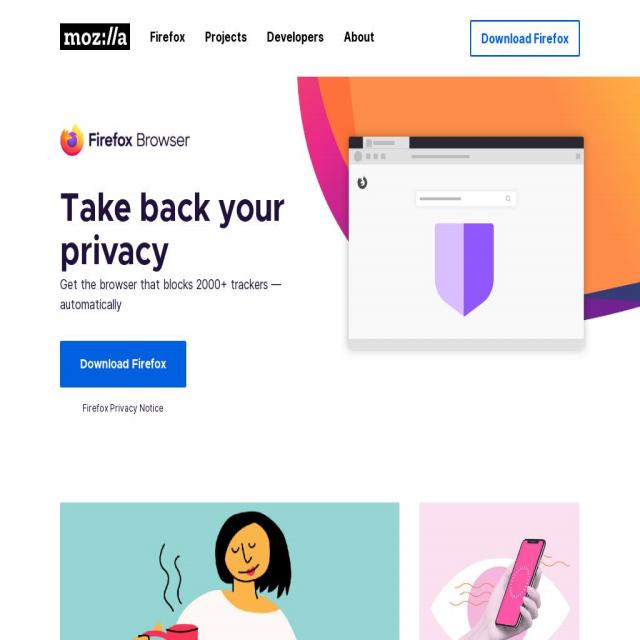 moz://a
Firefox
Projects
Developers
About
Download Firefox
Firefox Browser
Take back your
privacy
Get the browser that blocks 2000+ trackers —
automatically
Download Firefox
Firefox Privacy Notice